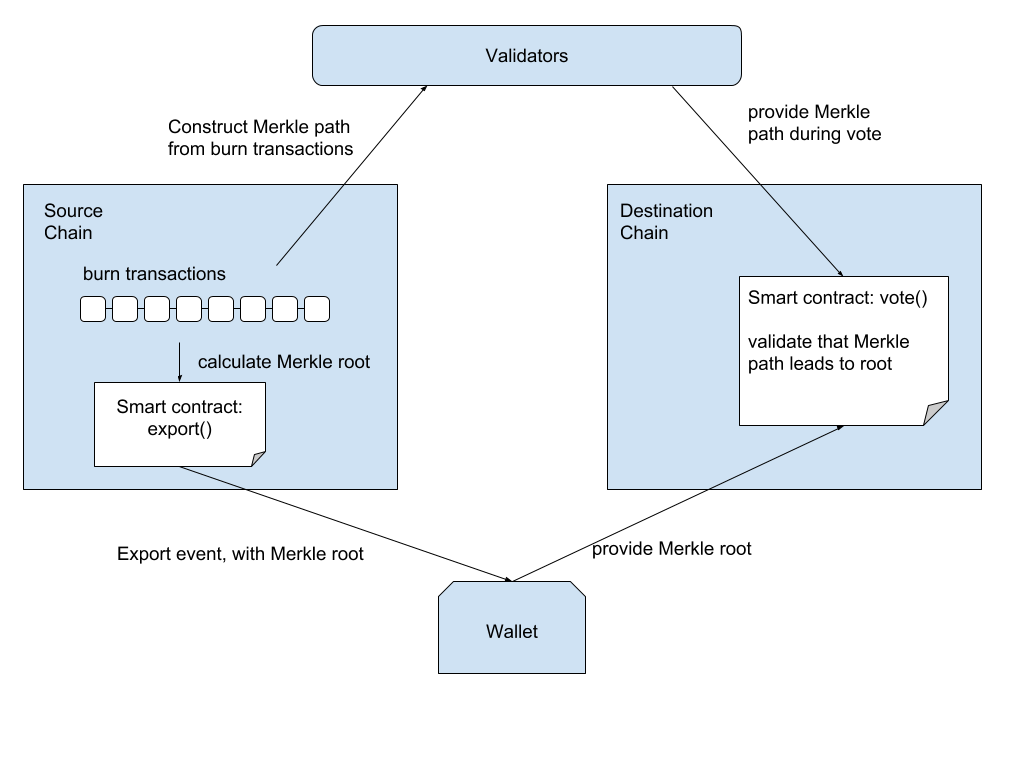 Validators
Construct Merkle path
from burn transactions
provide Merkle
path during vote
Source
Chain
burn transactions
calculate Merkle root
Smart contract:
export()
Destination
Chain
Smart contract: vote()
validate that Merkle
path leads to root
Export event, with Merkle root
provide Merkle root
Wallet